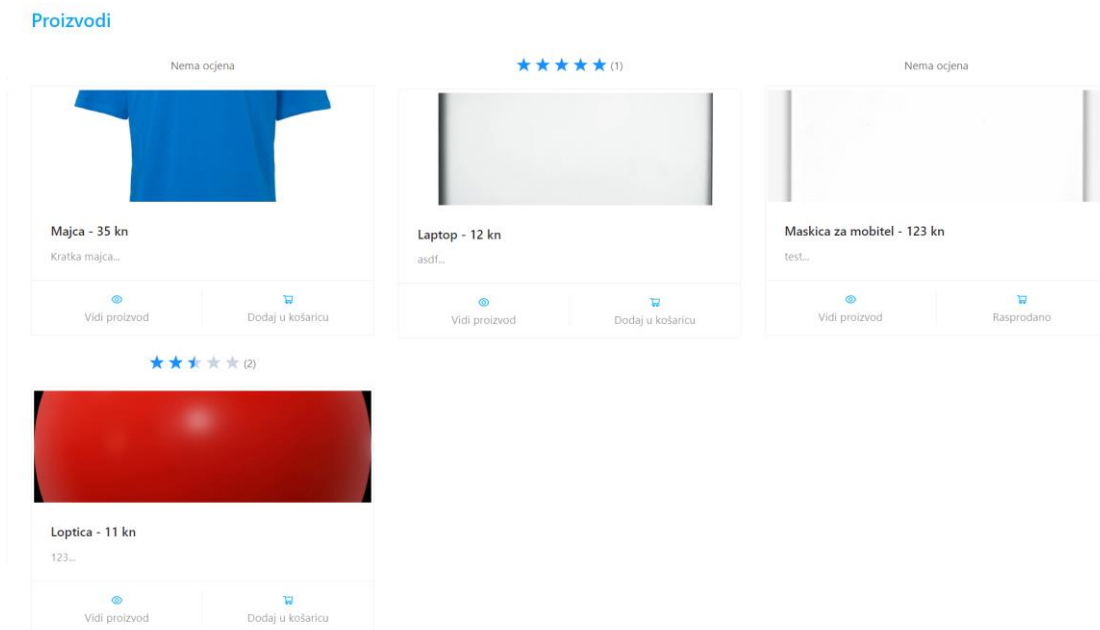 Proizvodi
Nema ocjena
(1)
Nema ocjena
Majca - 35 kn
Kratka majca...
Vidi proizvod
Dodaj u košaricu
Laptop - 12 kn
asdf...
Vidi proizvod
Dodaj u košaricu
Maskica za mobitel - 123 kn
test...
Vidi proizvod
Rasprodano
(2)
Loptica - 11 kn
123...
Vidi proizvod
Dodaj u košaricu